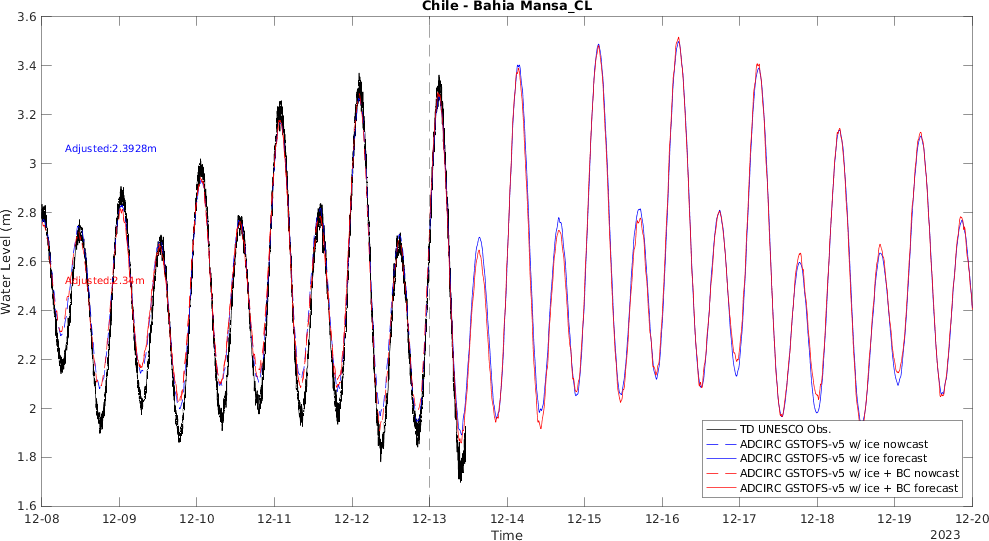 Chile - Bahia Mansa_CL
3.6
3.4
3.2
3
2.8
2.6
2.4
2.2
2
1.8
1.6
Water Level (m)
Adjusted:2.3928m
Adjusted:2.34m
TD UNESCO Obs.
ADCIRC GSTOFS-v5 w/ ice nowcast
ADCIRC GSTOFS-v5 w/ ice forecast
ADCIRC GSTOFS-v5 w/ ice + BC nowcast
ADCIRC GSTOFS-v5 w/ ice + BC forecast
12-08 12-09 12-10 12-11 12-12 12-13 12-14 12-15 12-16 12-17 12-18 12-19 12-20
Time
2023